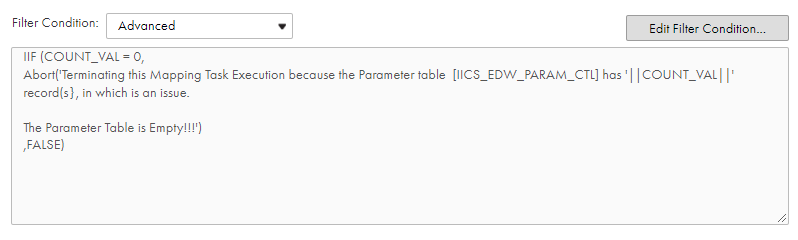 Filter Condition: Advanced Edit Filter Condition...
IIF (COUNT_VAL = 0,
Abort('Terminating this Mapping Task Execution because the Parameter table  [IICS_EDW_PARAM_CTL] has '||COUNT_VAL||'
record(s}, in which is an issue.
The Parameter Table is Empty!!!')
,FALSE)